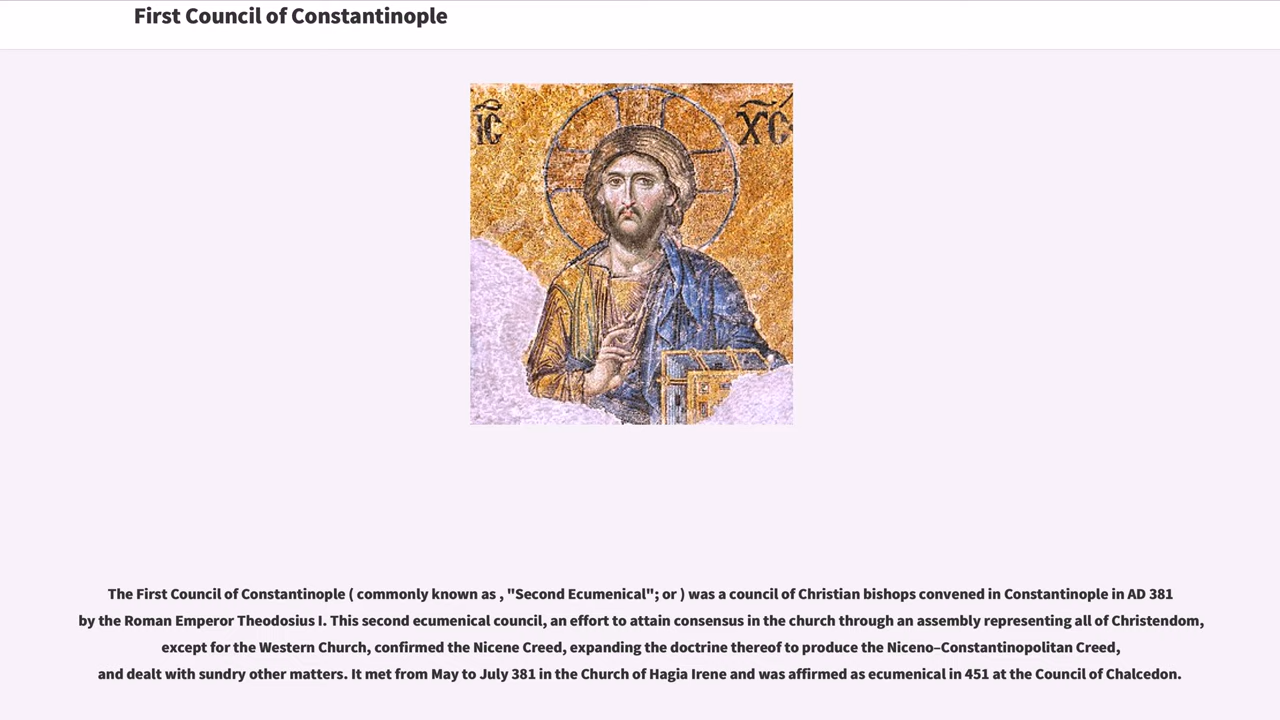 First Council of Constantinople
IC XC
The First Council of Constantinople ( commonly known as , "Second Ecumenical"; or ) was a council of Christian bishops convened in Constantinople in AD 381
by the Roman Emperor Theodosius I. This second ecumenical council, an effort to attain consensus in the church through an assembly representing all of Christendom,
except for the Western Church, confirmed the Nicene Creed, expanding the doctrine thereof to produce the Niceno–Constantinopolitan Creed,
and dealt with sundry other matters. It met from May to July 381 in the Church of Hagia Irene and was affirmed as ecumenical in 451 at the Council of Chalcedon.